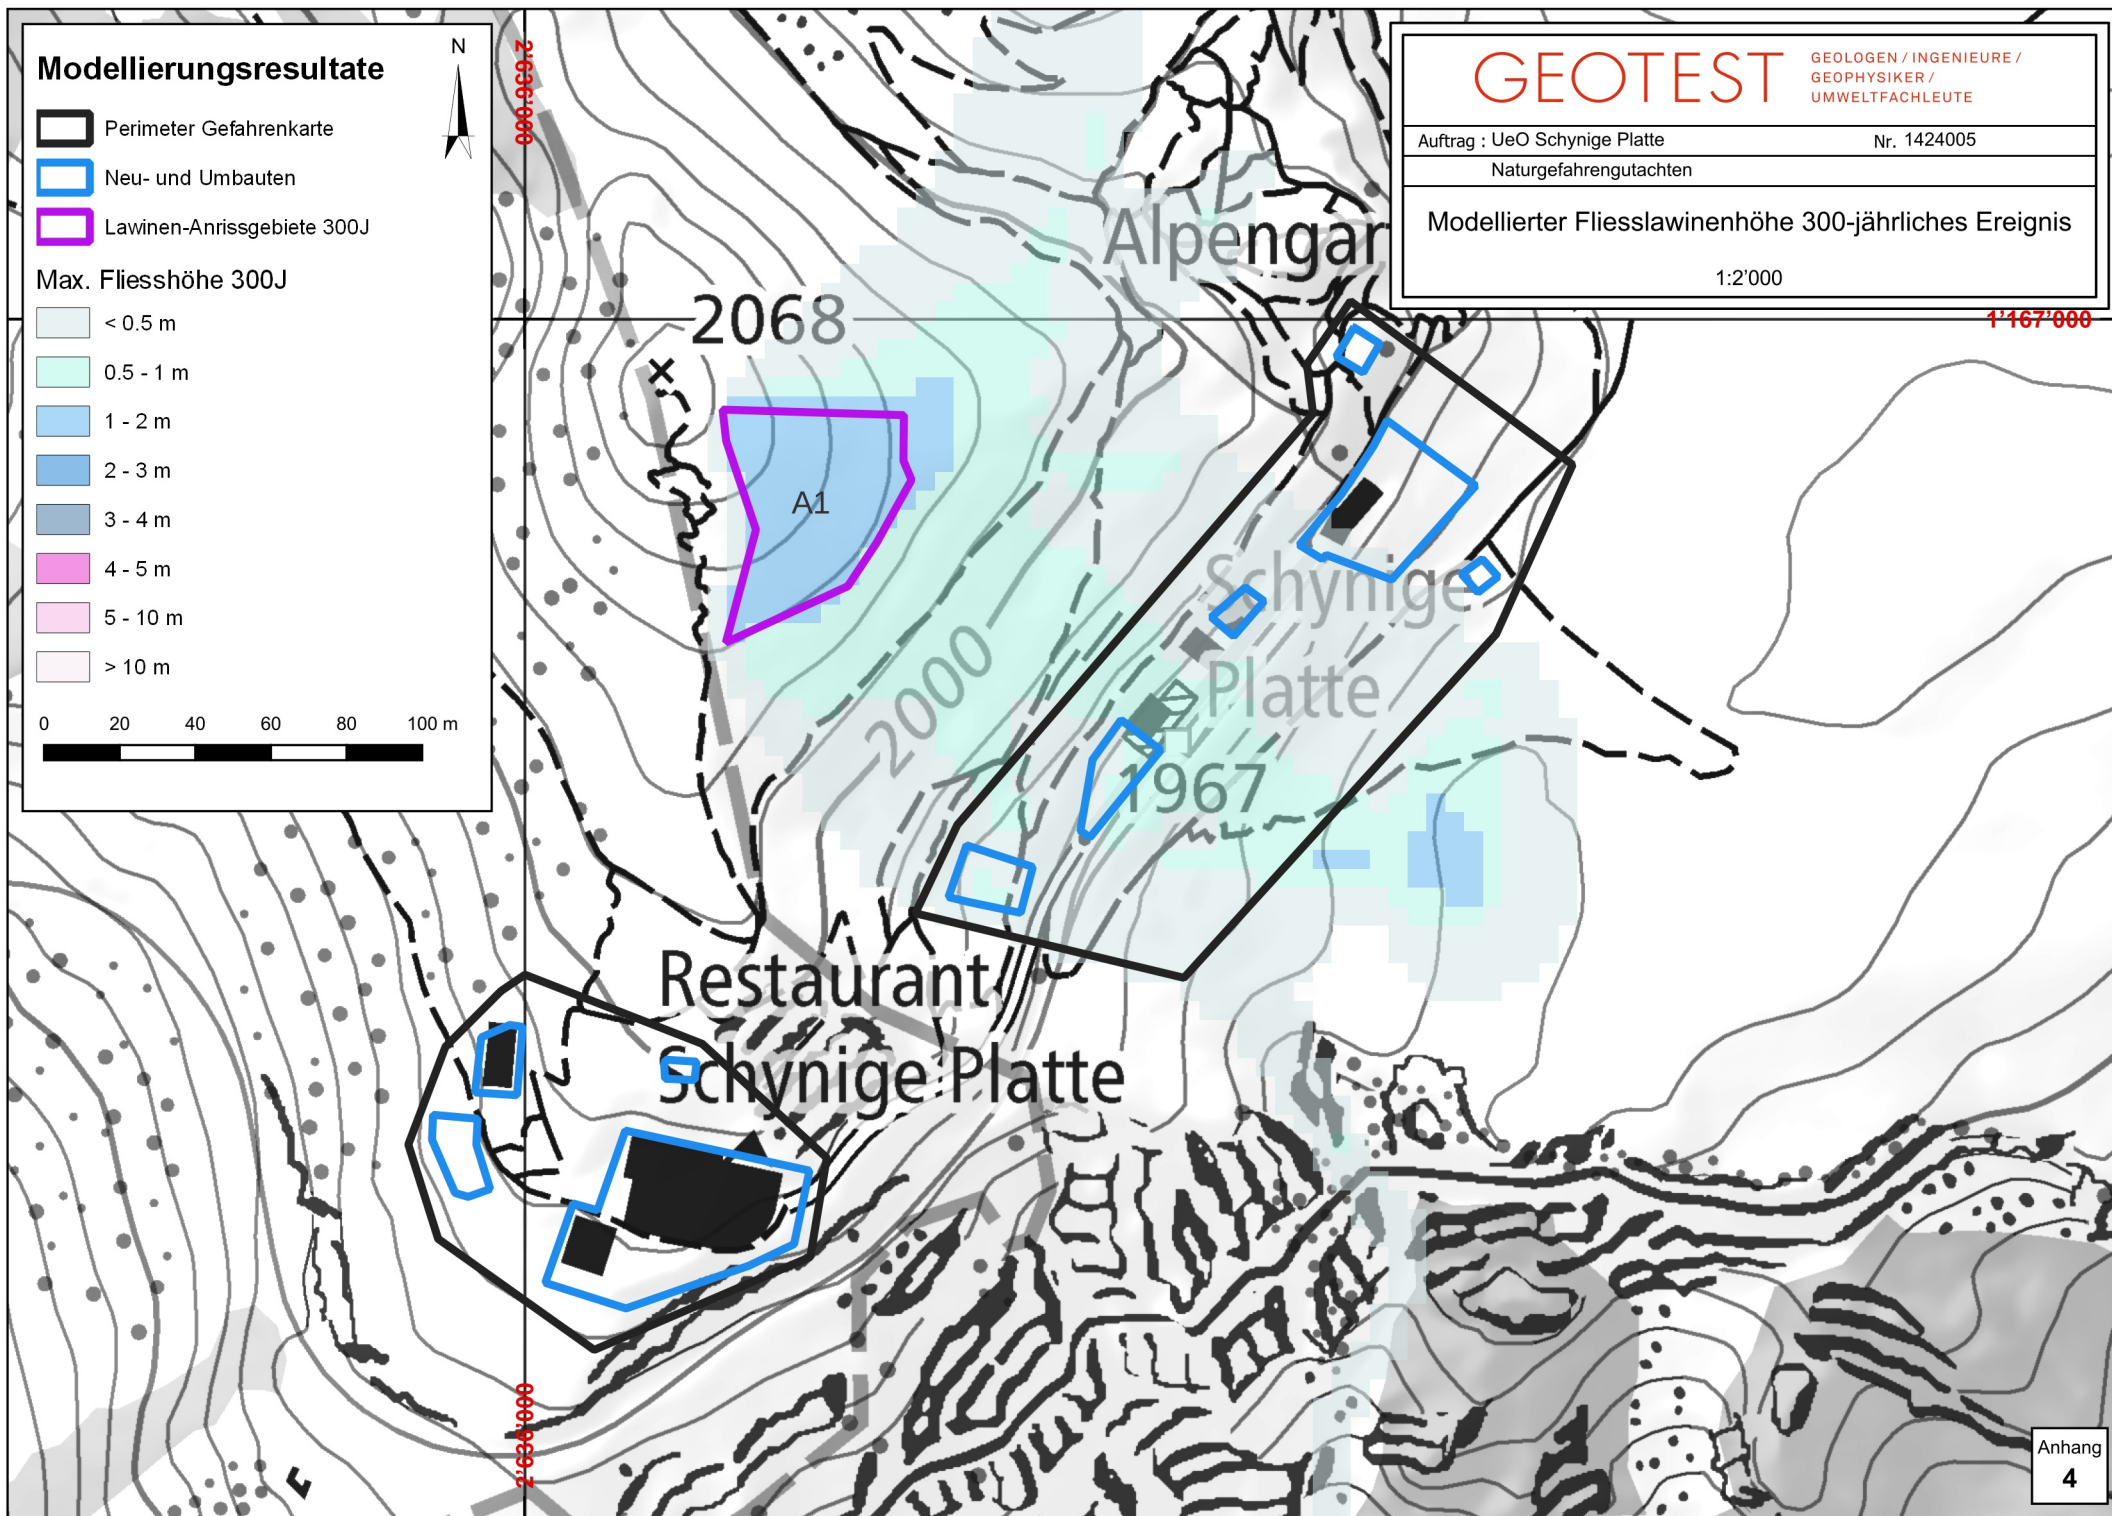 Modellierungsresultate
N
Perimeter Gefahrenkarte
Neu- und Umbauten
Lawinen-Anrissgebiete 300J
Max. Fliesshöhe 300J
< 0.5 m
0.5 - 1 m
1 - 2 m
2 - 3 m
3 - 4 m
4 - 5 m
5 - 10 m
> 10 m
0 20 40 60 80 100 m
GEOTEST
GEOLOGEN / INGENIEURE /
GEOPHYSIKER /
UMWELTFACHLEUTE
Auftrag : UeO Schynige Platte Nr. 1424005
Naturgefahrengutachten
Modellierter Fliesslawinenhöhe 300-jährliches Ereignis
1:2'000
2'636'000
1'167'000
Alpengar
2068
A1
2000
Schynige
Platte
1967
Restaurant
Schynige Platte
2'636'000
Anhang
4